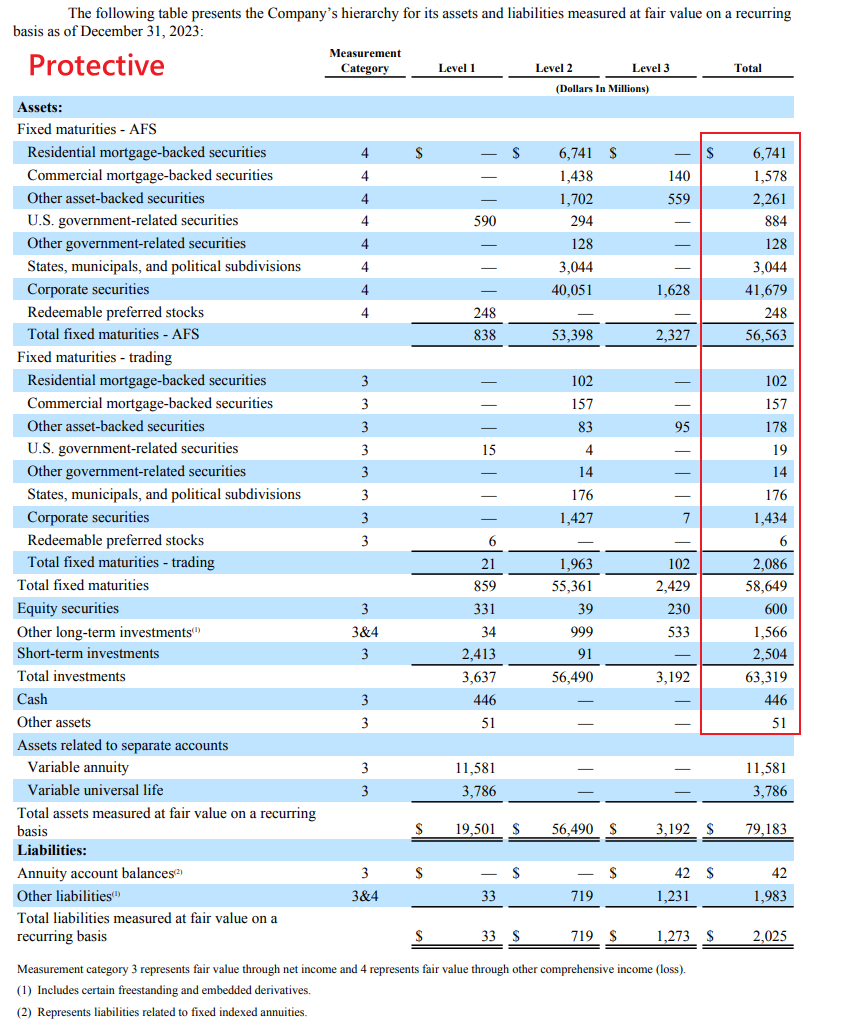 The following table presents the Company’s hierarchy for its assets and liabilities measured at fair value on a recurring
basis as of December 31, 2023:
Protective
Measurement
Category Level 1 Level 2 Level 3 Total
(Dollars In Millions)
Assets:
Fixed maturities - AFS
Residential mortgage-backed securities 4 $ — $ 6,741 $ — $ 6,741
Commercial mortgage-backed securities 4 — 1,438 140 1,578
Other asset-backed securities 4 — 1,702 559 2,261
U.S. government-related securities 4 590 294 — 884
Other government-related securities 4 — 128 — 128
States, municipals, and political subdivisions 4 — 3,044 — 3,044
Corporate securities 4 — 40,051 1,628 41,679
Redeemable preferred stocks 4 248 — — 248
Total fixed maturities - AFS 838 53,398 2,327 56,563
Fixed maturities - trading
Residential mortgage-backed securities 3 — 102 — 102
Commercial mortgage-backed securities 3 — 157 — 157
Other asset-backed securities 3 — 83 95 178
U.S. government-related securities 3 15 4 — 19
Other government-related securities 3 — 14 — 14
States, municipals, and political subdivisions 3 — 176 — 176
Corporate securities 3 — 1,427 7 1,434
Redeemable preferred stocks 3 6 — — 6
Total fixed maturities - trading 21 1,963 102 2,086
Total fixed maturities 859 55,361 2,429 58,649
Equity securities 3 331 39 230 600
Other long-term investments⁽¹⁾ 3&4 34 999 533 1,566
Short-term investments 3 2,413 91 — 2,504
Total investments 3,637 56,490 3,192 63,319
Cash 3 446 — — 446
Other assets 3 51 — — 51
Assets related to separate accounts
Variable annuity 3 11,581 — — 11,581
Variable universal life 3 3,786 — — 3,786
Total assets measured at fair value on a recurring
basis $ 19,501 $ 56,490 $ 3,192 $ 79,183
Liabilities:
Annuity account balances⁽²⁾ 3 $ — $ — $ 42 $ 42
Other liabilities⁽¹⁾ 3&4 33 719 1,231 1,983
Total liabilities measured at fair value on a
recurring basis $ 33 $ 719 $ 1,273 $ 2,025
Measurement category 3 represents fair value through net income and 4 represents fair value through other comprehensive income (loss).
(1) Includes certain freestanding and embedded derivatives.
(2) Represents liabilities related to fixed indexed annuities.